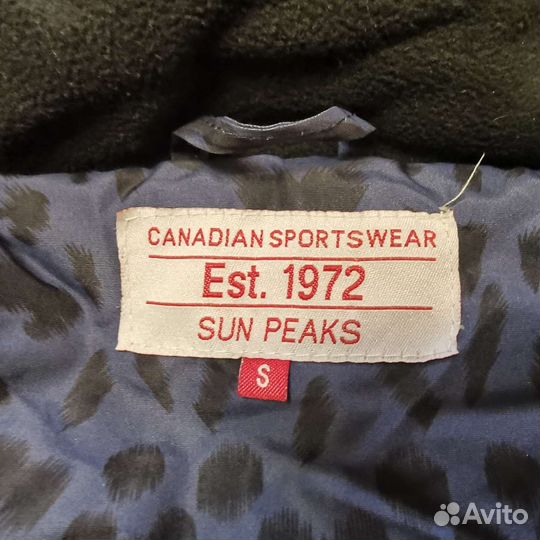 CANADIAN SPORTSWEAR
Est. 1972
SUN PEAKS
S
Avito